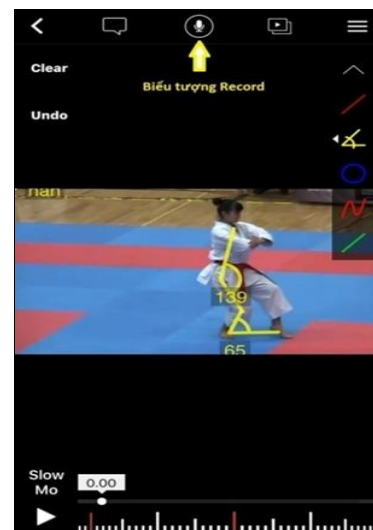 Clear
Biểu tượng Record
Undo
nan
139
65
Slow
Mo
0.00